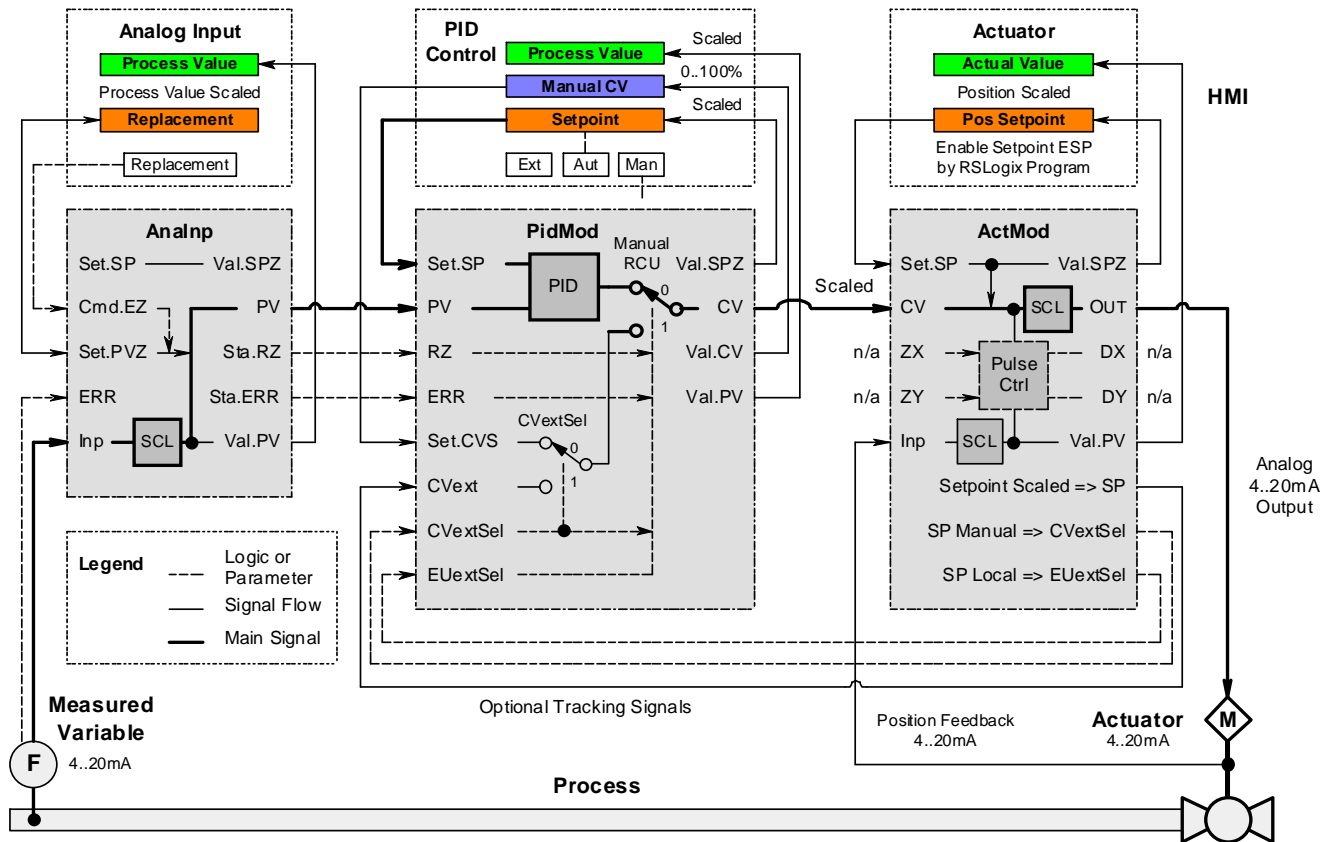 Analog Input
Process Value
Process Value Scaled
Replacement
Replacement
PID
Control
Process Value
Scaled
0..100%
Manual CV
Scaled
Setpoint
Ext
Aut
Man
Actuator
Actual Value
Position Scaled
Pos Setpoint
Enable Setpoint ESP
by RSLogix Program
HMI
AnaInp
Set.SP
Val.SPZ
Cmd.EZ
PV
Set.PVZ
Sta.RZ
ERR
Sta.ERR
Inp
SCL
Val.PV
PidMod
Manual
RCU
Set.SP
Val.SPZ
PID
0
PV
CV
1
RZ
Val.CV
ERR
Val.PV
CVextSel
Set.CVS
0
CVext
1
CVextSel
EUextSel
Scaled
ActMod
Set.SP
Val.SPZ
CV
SCL
OUT
n/a
ZX
Pulse
Ctrl
DX
n/a
n/a
ZY
DY
n/a
Inp
SCL
Val.PV
Setpoint Scaled => SP
SP Manual => CVextSel
SP Local => EUextSel
Analog
4..20mA
Output
Legend
Logic or
Parameter
Signal Flow
Main Signal
Optional Tracking Signals
Measured
Variable
F
4..20mA
Position Feedback
4..20mA
Actuator
4..20mA
M
Process